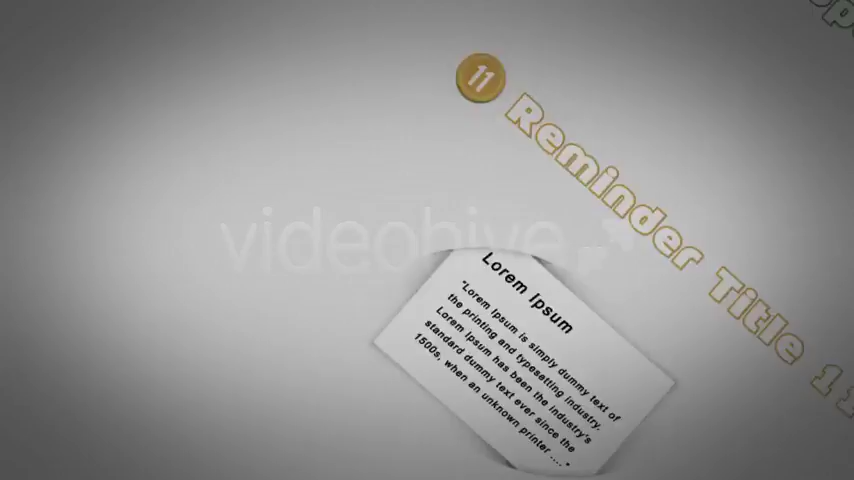 11
Reminder Title 11
videohive
Lorem Ipsum
"Lorem Ipsum is simply dummy text of
the printing and typesetting industry.
Lorem Ipsum has been the industry's
standard dummy text ever since the
1500s, when an unknown printer ...."